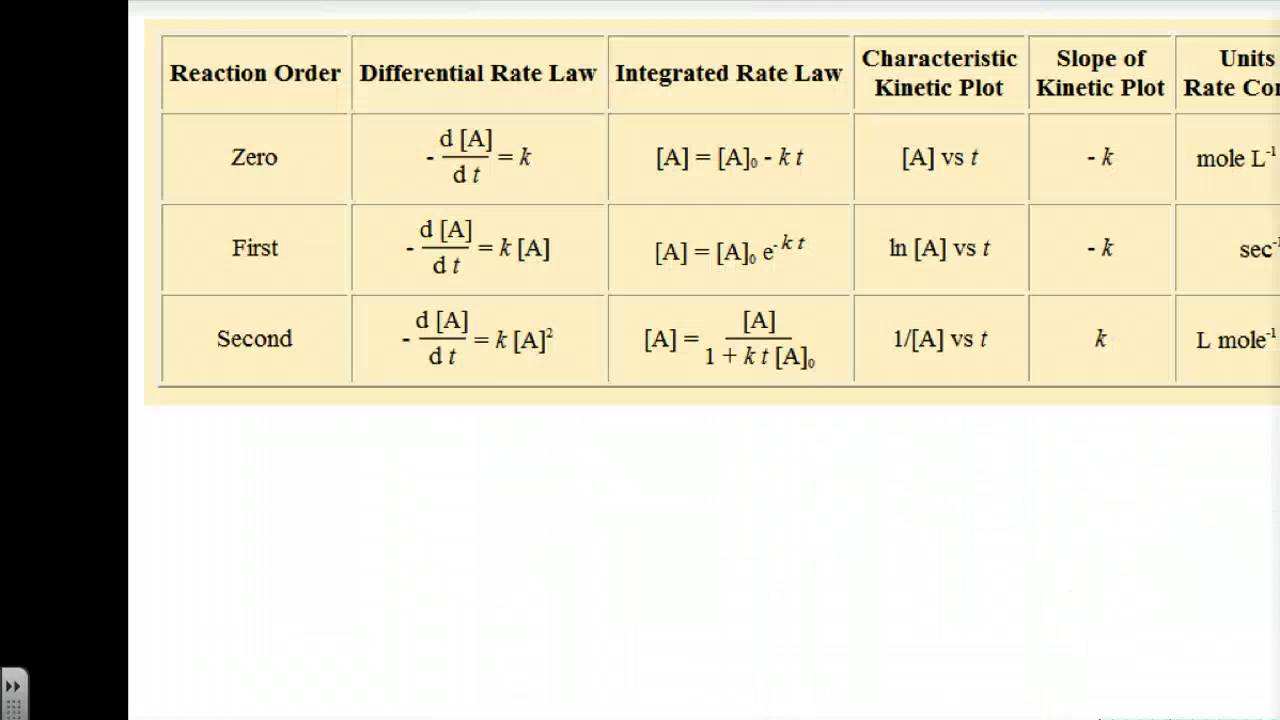 Reaction Order Differential Rate Law Integrated Rate Law Characteristic Kinetic Plot Slope of Kinetic Plot Units Rate
Zero - d [A] / d t = k [A] = [A]₀ - k t [A] vs t - k mole L⁻¹
First - d [A] / d t = k [A] [A] = [A]₀ e⁻ᵏ ᵗ ln [A] vs t - k sec⁻¹
Second - d [A] / d t = k [A]² [A] = [A] / 1 + k t [A]₀ 1/[A] vs t k L mole⁻¹